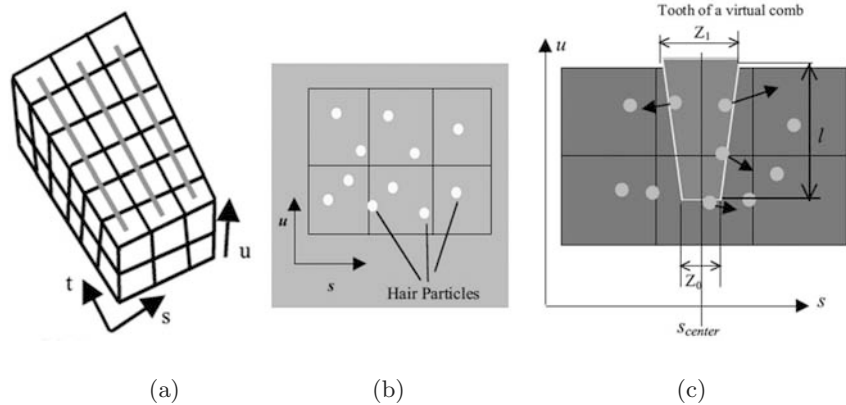 Tooth of a virtual comb
Z1
u
l
u
s
t
u
s
Hair Particles
Z0
s
scenter
(a)
(b)
(c)